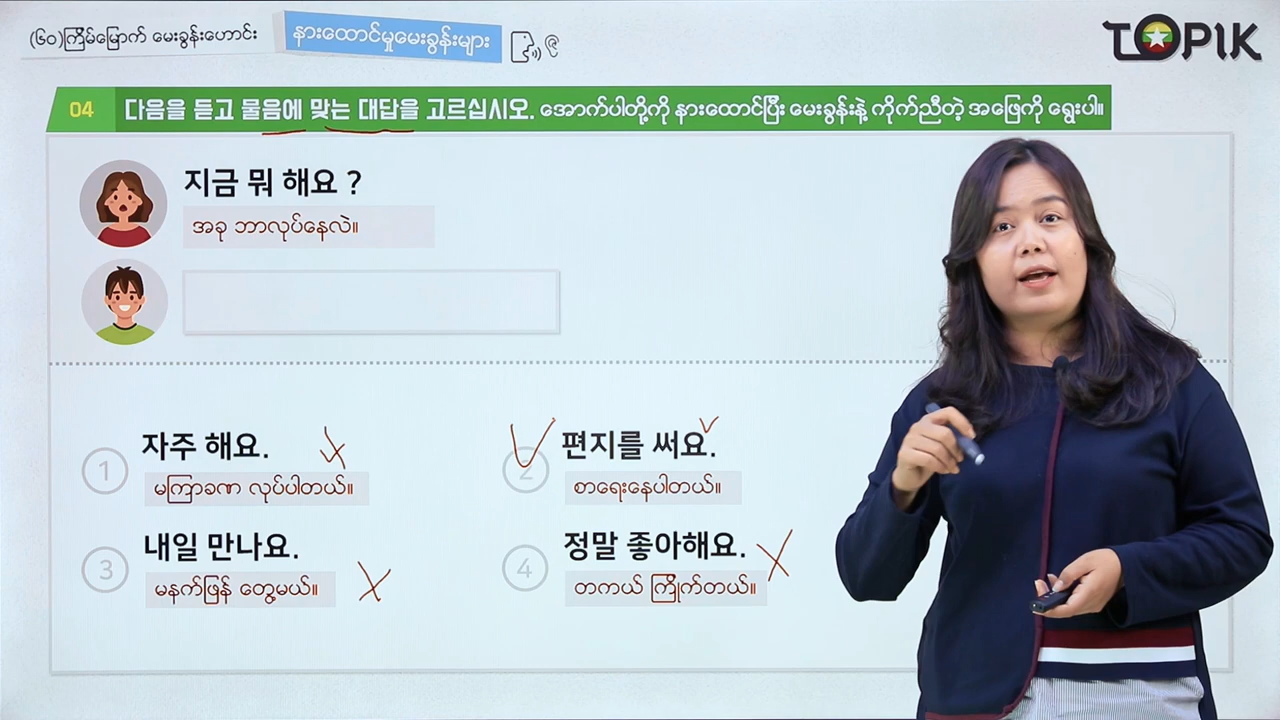 (၆၀)ကြိမ်မြောက် မေးခွန်းဟောင်း
နားထောင်မှုမေးခွန်းများ
TOPIK
04 다음을 듣고 물음에 맞는 대답을 고르십시오. အောက်ပါတို့ကို နားထောင်ပြီး မေးခွန်းနဲ့ ကိုက်ညီတဲ့ အဖြေကို ရွေးပါ။
지금 뭐 해요 ?
အခု ဘာလုပ်နေလဲ။
1 자주 해요.
မကြာခဏ လုပ်ပါတယ်။
2 편지를 써요.
စာရေးနေပါတယ်။
3 내일 만나요.
မနက်ဖြန် တွေ့မယ်။
4 정말 좋아해요.
တကယ် ကြိုက်တယ်။